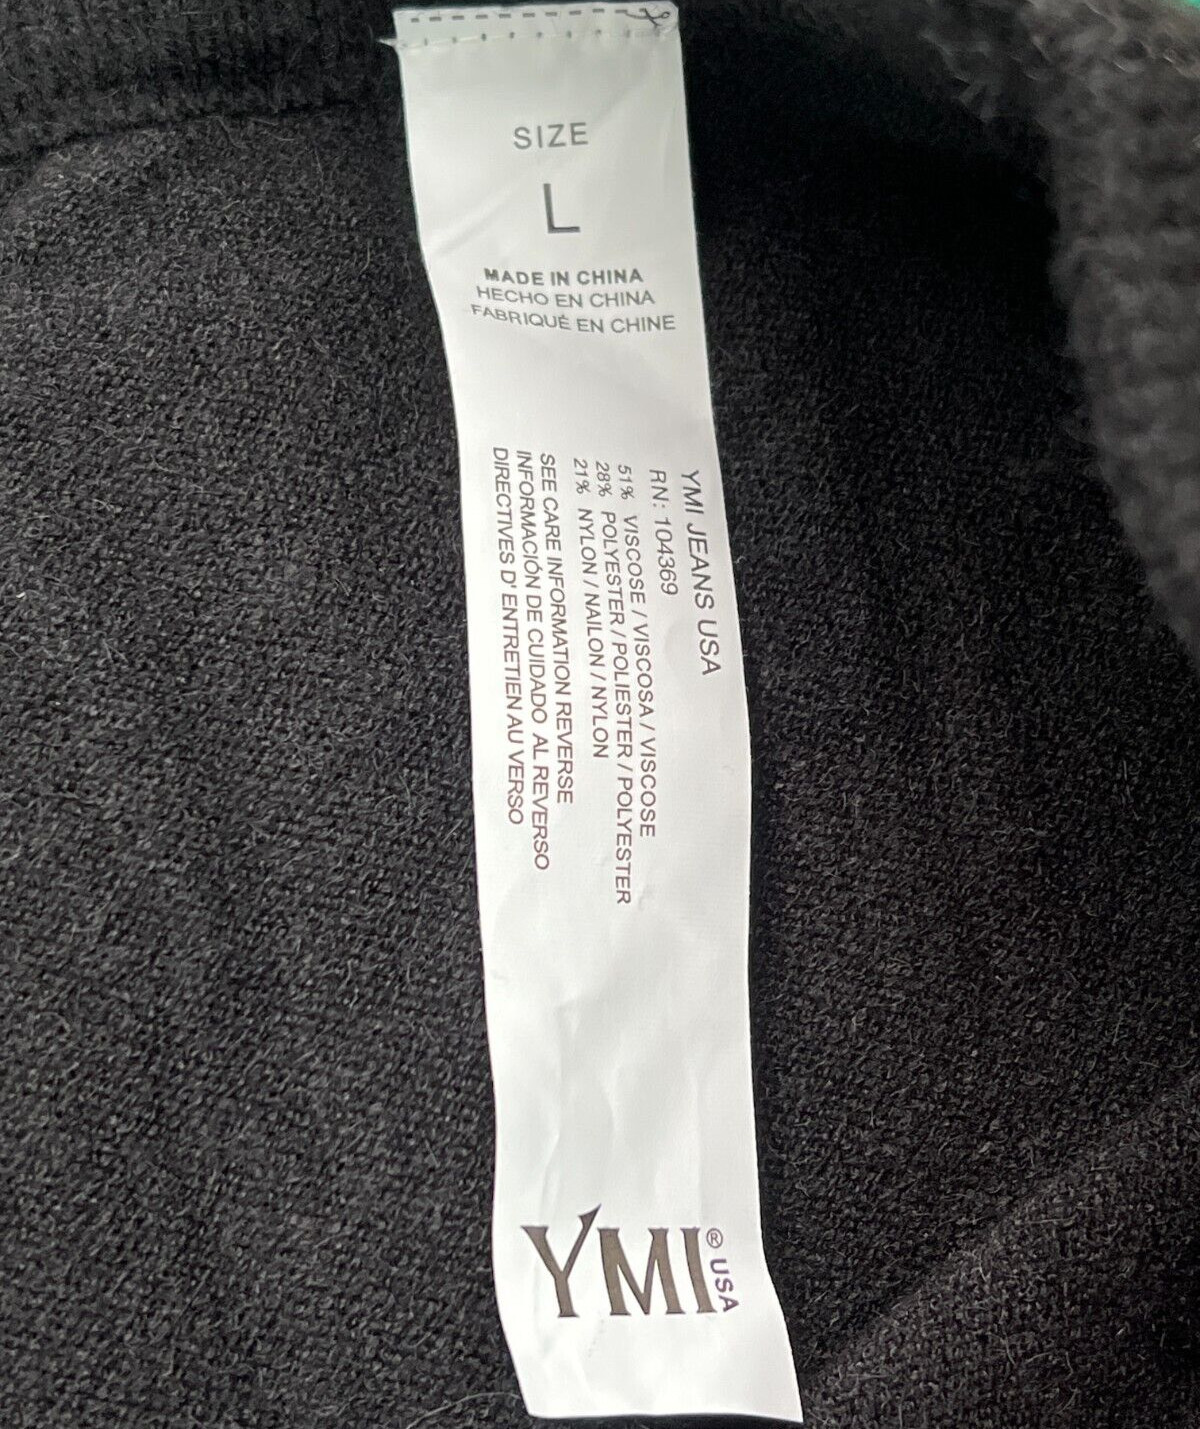 SIZE
L
MADE IN CHINA
HECHO EN CHINA
FABRIQUÉ EN CHINE
YMI JEANS USA
RN: 104369
51% VISCOSE / VISCOSA / VISCOSE
28% POLYESTER / POLIESTER / POLYESTER
21% NYLON / NAILON / NYLON
SEE CARE INFORMATION REVERSE
INFORMACIÓN DE CUIDADO AL REVERSO
DIRECTIVES D' ENTRETIEN AU VERSO
YMI® USA